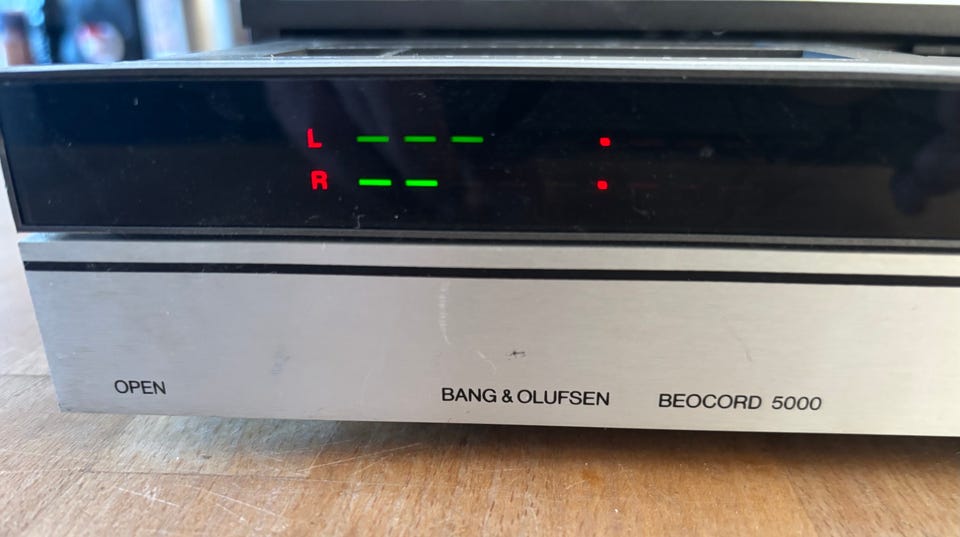 L
R
OPEN
BANG & OLUFSEN
BEOCORD 5000